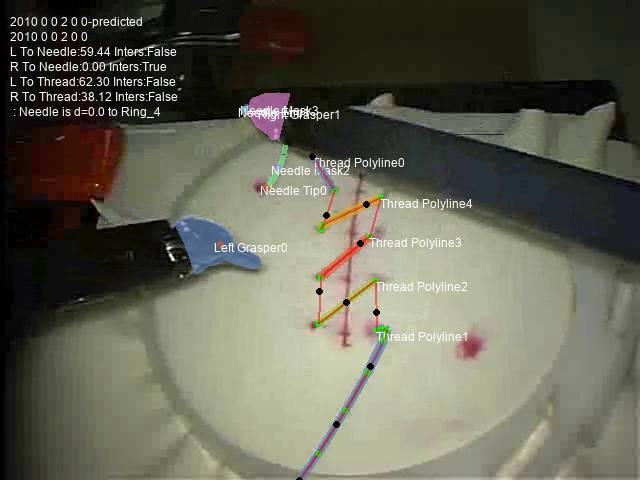 2010 0 0 2 0 0-predicted
2010 0 0 2 0 0
L To Needle:59.44 Inters:False
R To Needle:0.00 Inters:True
L To Thread:62.30 Inters:False
R To Thread:38.12 Inters:False
: Needle is d=0.0 to Ring_4
Needle Mask3
Right Grasper1
Thread Polyline0
Needle Mask2
Needle Tip0
Thread Polyline4
Thread Polyline3
Left Grasper0
Thread Polyline2
Thread Polyline1